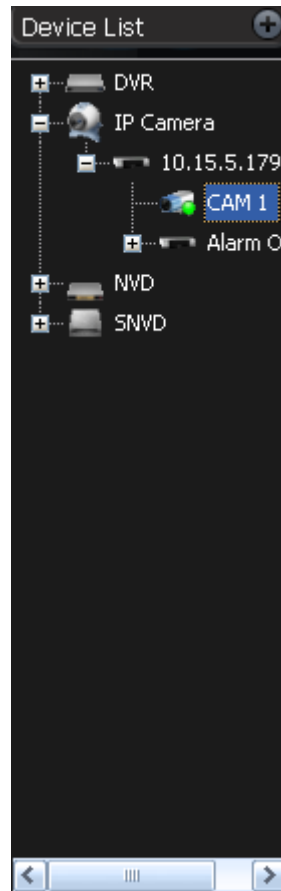 Device List
DVR
IP Camera
10.15.5.179
CAM 1
Alarm O
NVD
SNVD